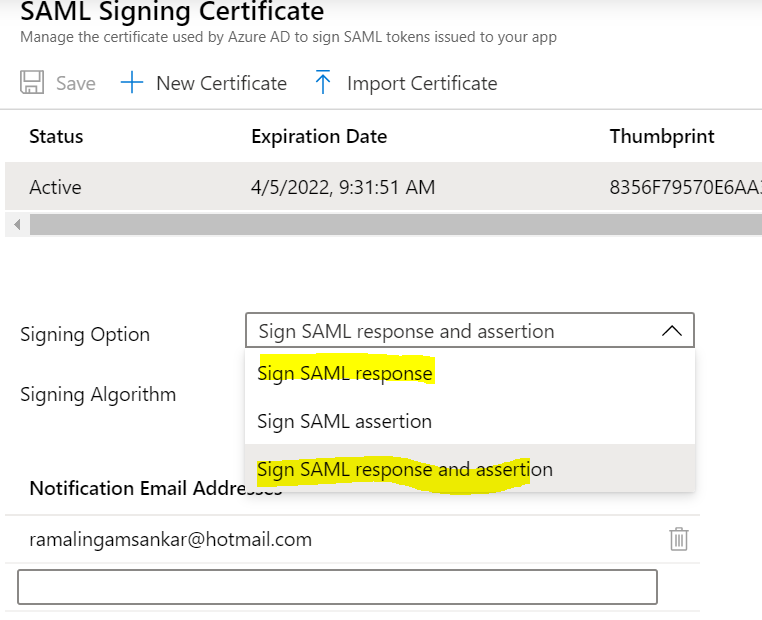 SAML Signing Certificate
Manage the certificate used by Azure AD to sign SAML tokens issued to your app
Save New Certificate Import Certificate
Status Expiration Date Thumbprint
Active 4/5/2022, 9:31:51 AM 8356F79570E6AA
Signing Option Sign SAML response and assertion
Sign SAML response
Signing Algorithm
Sign SAML assertion
Sign SAML response and assertion
Notification Email Addresses
ramalingamsankar@hotmail.com